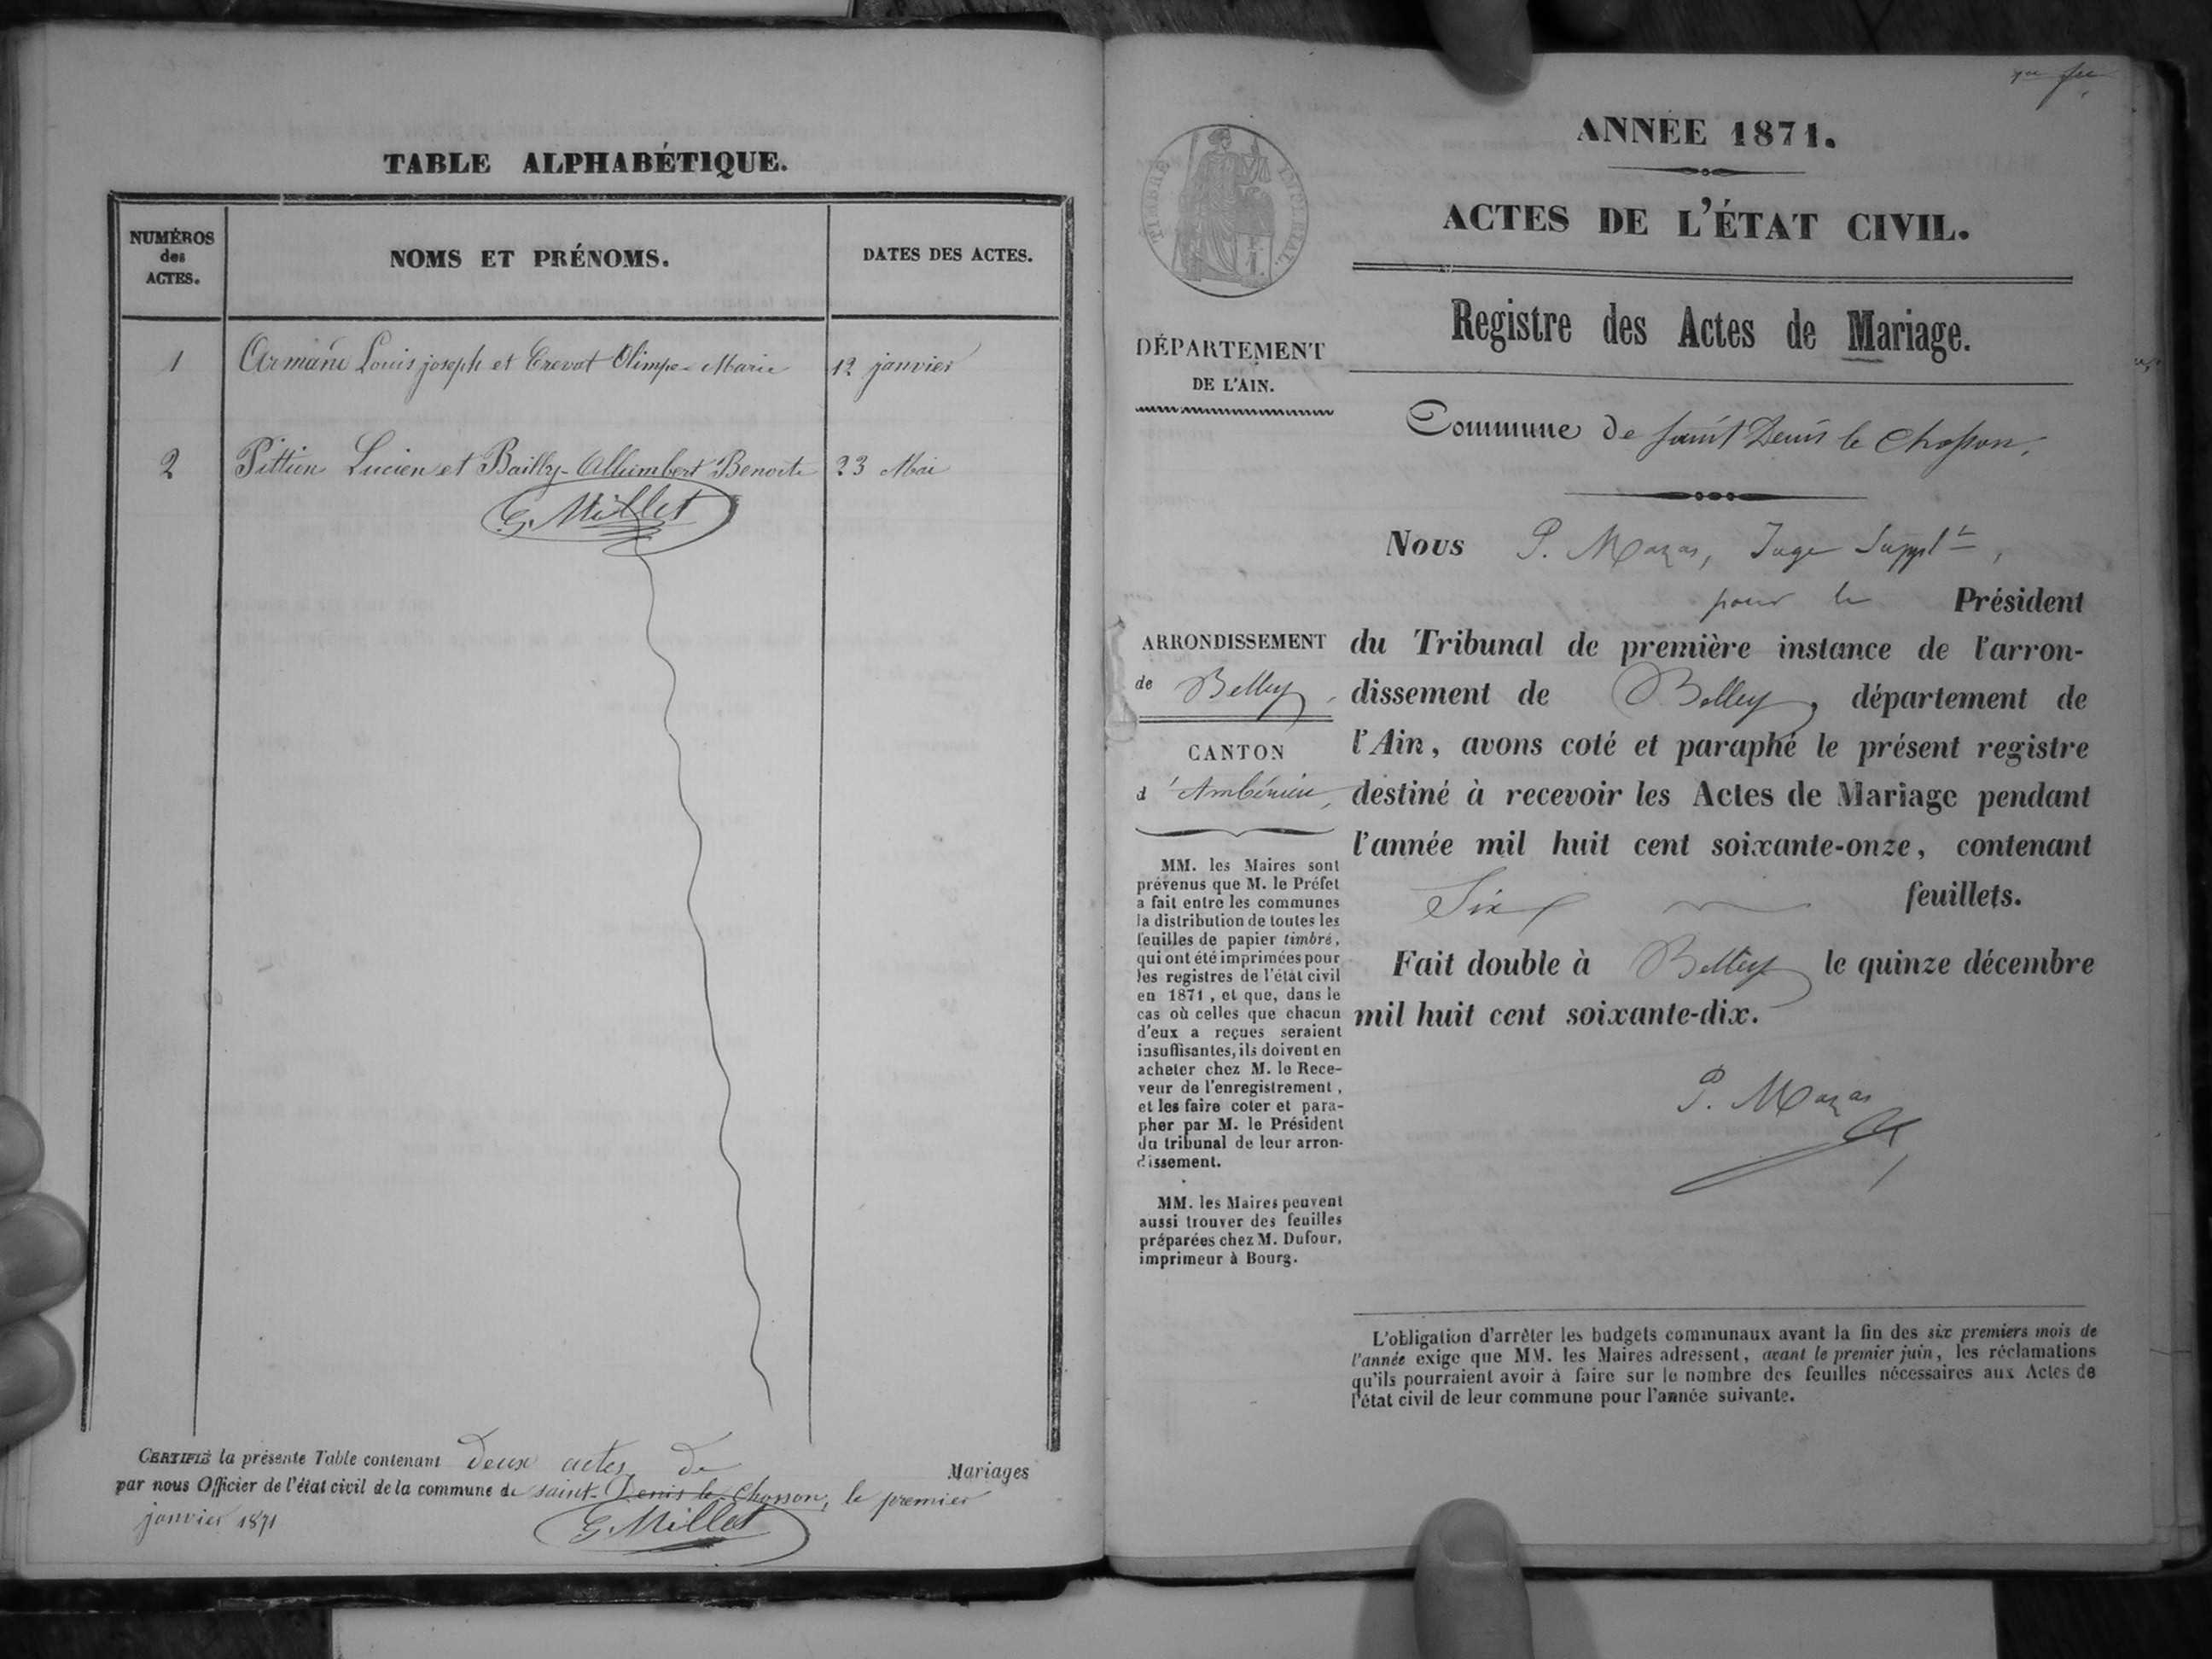 TABLE ALPHABÉTIQUE.
NUMÉROS
des
ACTES.
NOMS ET PRÉNOMS.
DATES DES ACTES.
1 Louis joseph et Crevat Olimpe-Marie 12 janvier
2 Pittion Lucien et Bailly-Allumbert Benoite 23 Mai
G. Millet
CERTIFIÉ la présente Table contenant deux actes de Mariages
par nous Officier de l'état civil de la commune de saint-Denis le Chosson, le premier
janvier 1871
G. Millet
TIMBRE IMPERIAL.
DÉPARTEMENT
DE L'AIN.
ARRONDISSEMENT
de Belley
CANTON
d'Ambérieu,
MM. les Maires sont
prévenus que M. le Préfet
a fait entre les communes
la distribution de toutes les
feuilles de papier timbré,
qui ont été imprimées pour
les registres de l'état civil
en 1871, et que, dans le
cas où celles que chacun
d'eux a reçues seraient
insuffisantes, ils doivent en
acheter chez M. le Rece-
veur de l'enregistrement,
et les faire coter et para-
pher par M. le Président
du tribunal de leur arron-
dissement.
MM. les Maires peuvent
aussi trouver des feuilles
préparées chez M. Dufour,
imprimeur à Bourg.
ANNÉE 1871.
ACTES DE L'ÉTAT CIVIL.
Registre des Actes de Mariage.
Commune de Saint Denis le Chosson,
Nous P. Mazas, Juge Supplt,
pour le Président
du Tribunal de première instance de l'arron-
dissement de Belley, département de
l'Ain, avons coté et paraphé le présent registre
destiné à recevoir les Actes de Mariage pendant
l'année mil huit cent soixante-onze, contenant
Six feuillets.
Fait double à Belley le quinze décembre
mil huit cent soixante-dix.
P. Mazas
L'obligation d'arrêter les budgets communaux avant la fin des six premiers mois de
l'année exige que MM. les Maires adressent, avant le premier juin, les réclamations
qu'ils pourraient avoir à faire sur le nombre des feuilles nécessaires aux Actes de
l'état civil de leur commune pour l'année suivante.